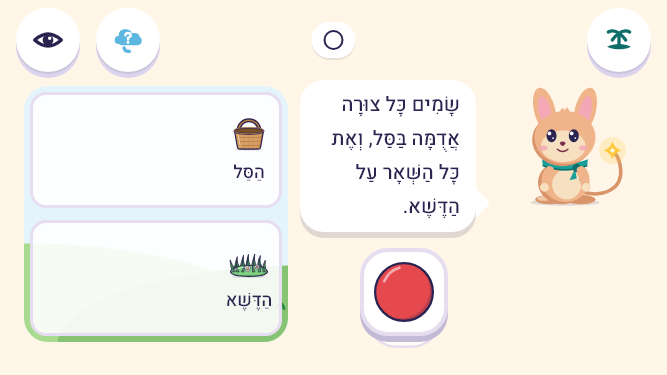 שָׂמִים כָּל צוּרָה
אֲדֻמָּה בַּסַּל, וְאֶת
כָּל הַשְּׁאָר עַל
הַדֶּשֶׁא.
הַסַּל
הַדֶּשֶׁא